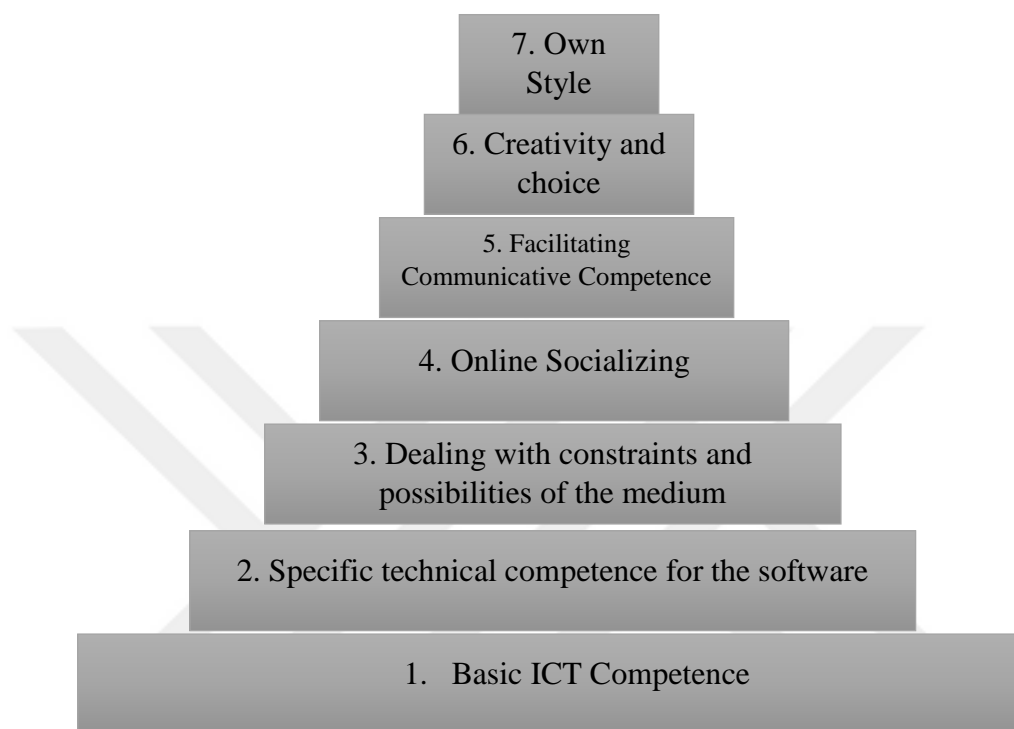 7. Own
Style
6. Creativity and
choice
5. Facilitating
Communicative Competence
4. Online Socializing
3. Dealing with constraints and
possibilities of the medium
2. Specific technical competence for the software
1. Basic ICT Competence